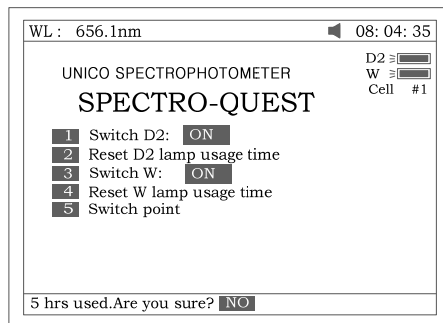 WL : 656.1nm 08: 04: 35
D2
W
Cell #1
UNICO SPECTROPHOTOMETER
SPECTRO-QUEST
1 Switch D2: ON
2 Reset D2 lamp usage time
3 Switch W: ON
4 Reset W lamp usage time
5 Switch point
5 hrs used.Are you sure? NO